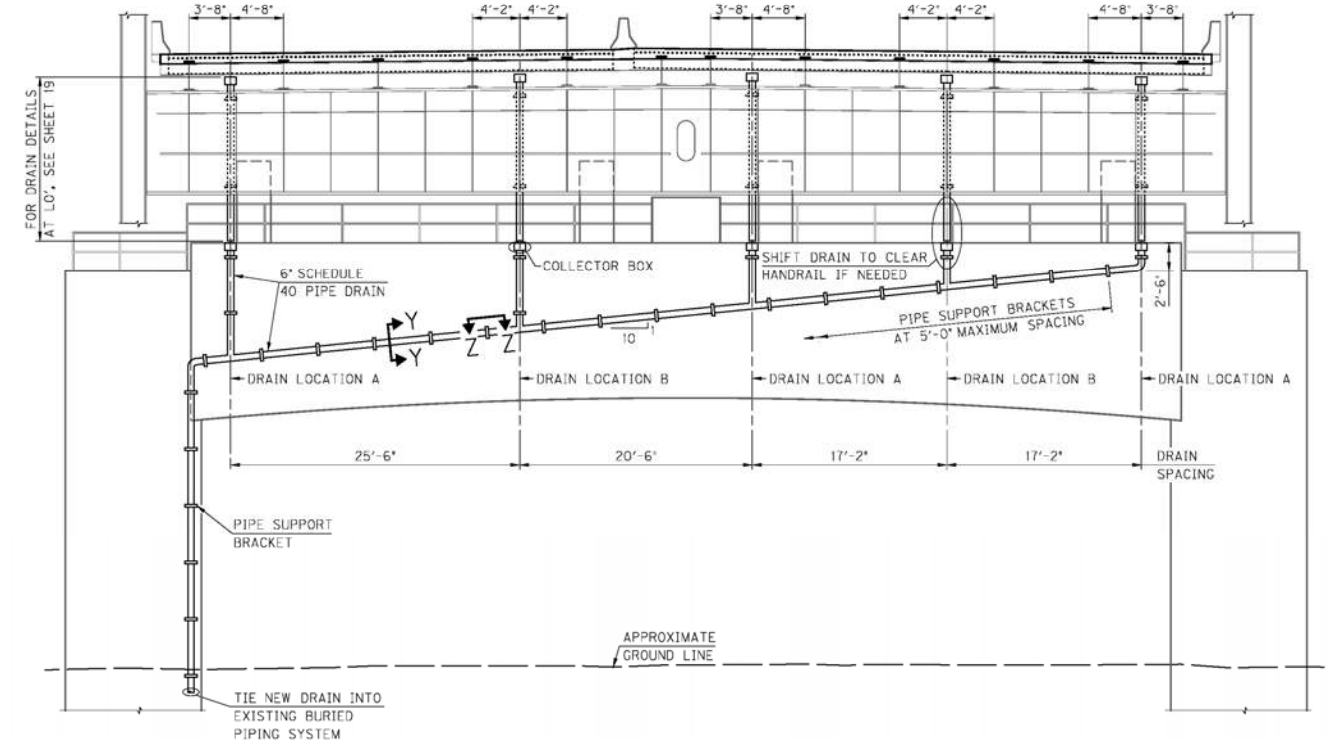 3'-8" 4'-8" 4'-2" 4'-2" 3'-8" 4'-8" 4'-2" 4'-2" 4'-8" 3'-8"
FOR DRAIN DETAILS
AT LO', SEE SHEET 19
COLLECTOR BOX
SHIFT DRAIN TO CLEAR
HANDRAIL IF NEEDED
6" SCHEDULE
40 PIPE DRAIN
2'-6"
PIPE SUPPORT BRACKETS
AT 5'-0" MAXIMUM SPACING
Y
Y
Z Z
1
10
DRAIN LOCATION A
DRAIN LOCATION B
DRAIN LOCATION A
DRAIN LOCATION B
DRAIN LOCATION A
25'-6" 20'-6" 17'-2" 17'-2"
DRAIN
SPACING
PIPE SUPPORT
BRACKET
APPROXIMATE
GROUND LINE
TIE NEW DRAIN INTO
EXISTING BURIED
PIPING SYSTEM